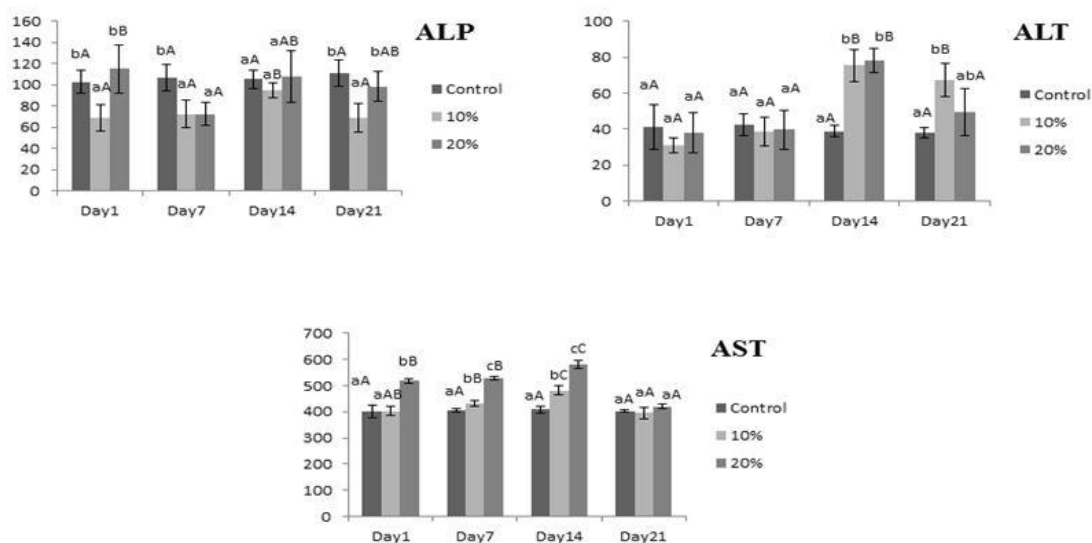 ALP
160
140
120
100
80
60
40
20
0
bA aA bB
bA aA aA
aA aB aAB
bA aA bAB
Day1 Day7 Day14 Day21
Control
10%
20%
ALT
100
80
60
40
20
0
aA aA aA
aA aA aA
aA bB bB
aA bB abA
Day1 Day7 Day14 Day21
Control
10%
20%
AST
700
600
500
400
300
200
100
0
aA aAB bB
aA bB cB
aA bC cC
aA aA aA
Day1 Day7 Day14 Day21
Control
10%
20%